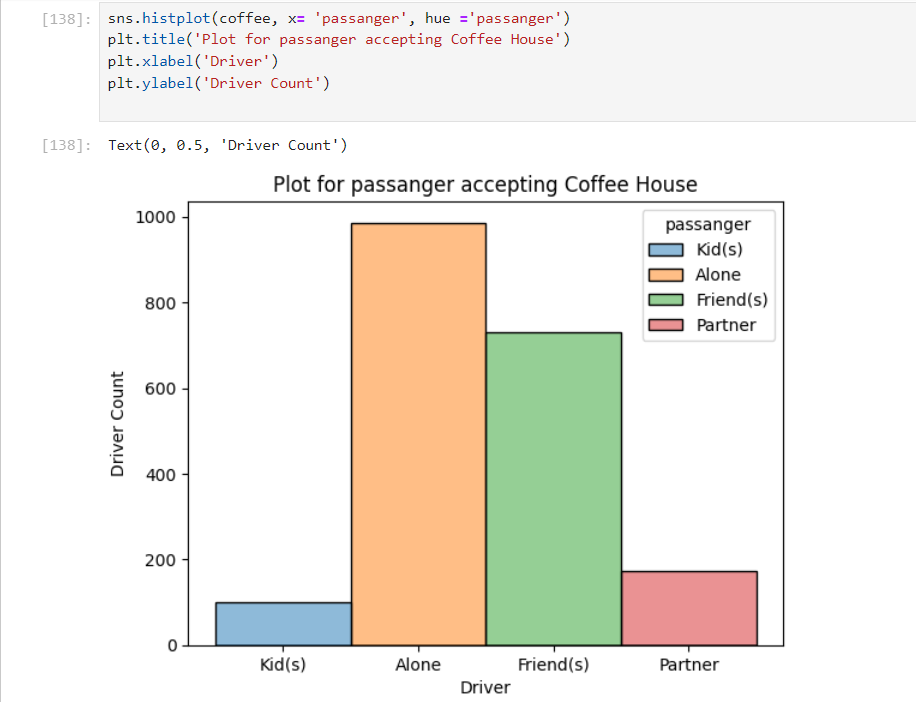 [138]: sns.histplot(coffee, x= 'passanger', hue ='passanger')
plt.title('Plot for passanger accepting Coffee House')
plt.xlabel('Driver')
plt.ylabel('Driver Count')
[138]: Text(0, 0.5, 'Driver Count')
Plot for passanger accepting Coffee House
1000
800
600
400
200
0
Driver Count
passanger
Kid(s)
Alone
Friend(s)
Partner
Kid(s) Alone Friend(s) Partner
Driver